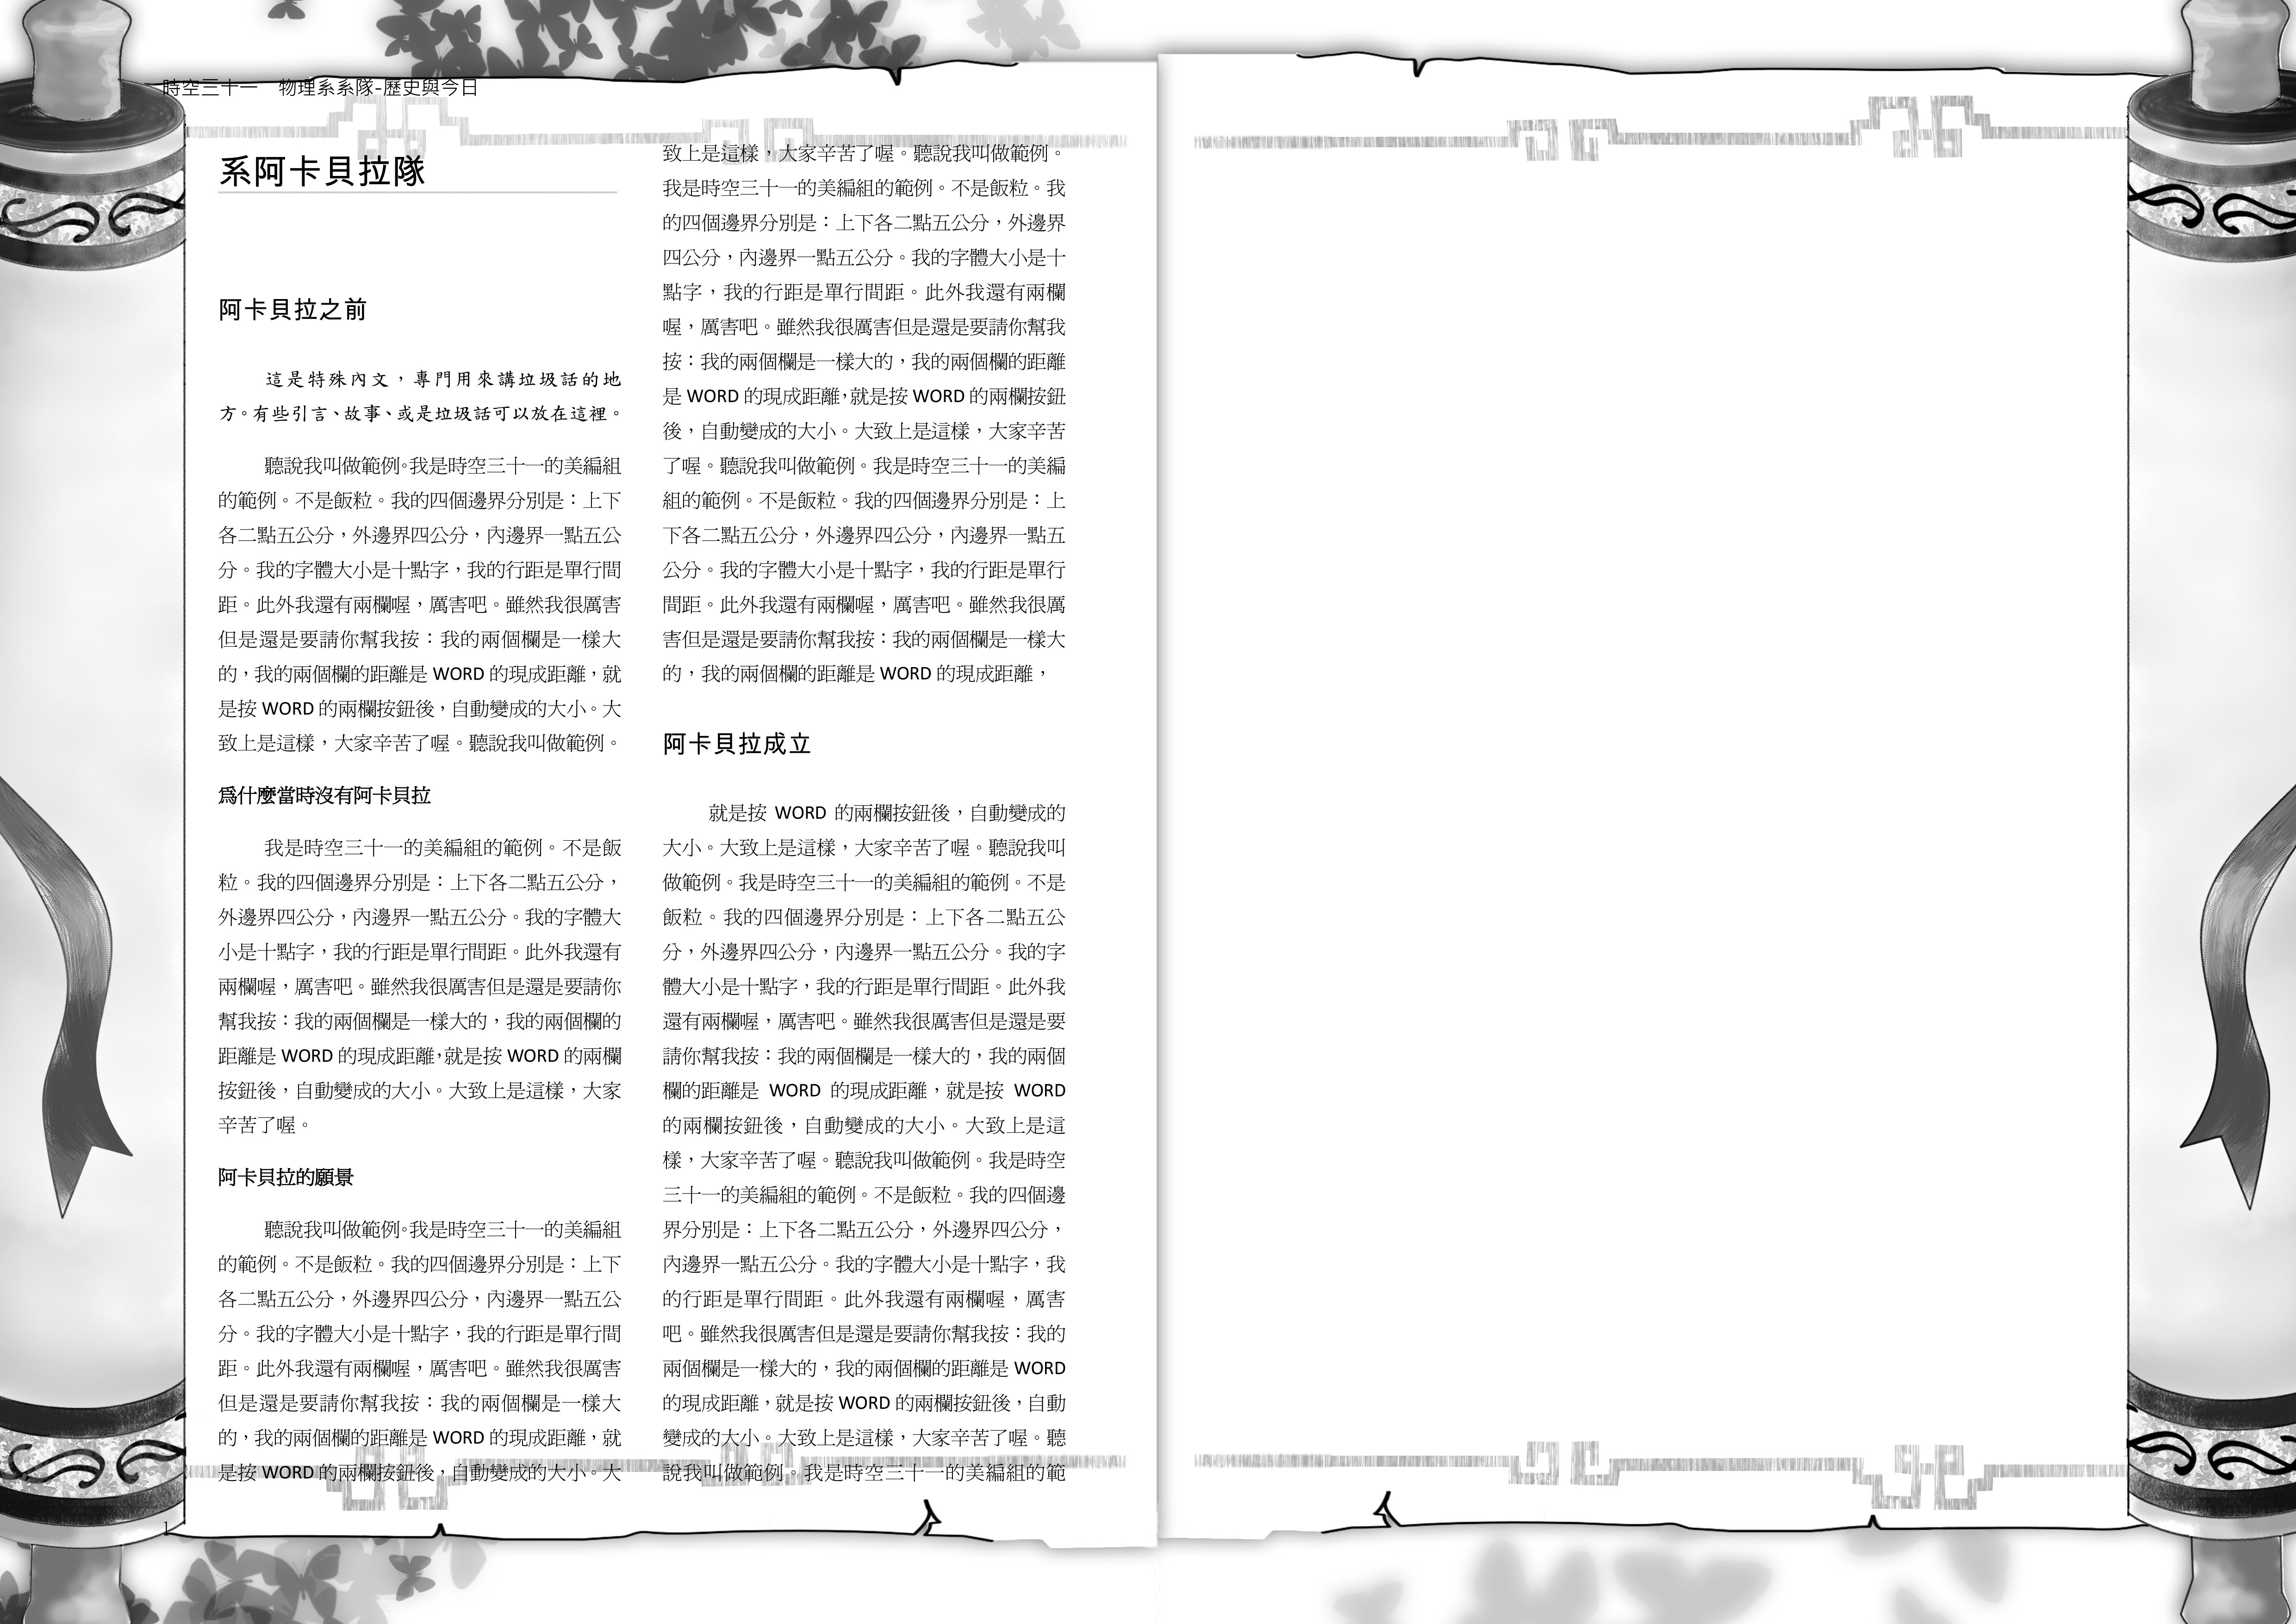 時空三十一　物理系系隊-歷史與今日
系阿卡貝拉隊
阿卡貝拉之前
這是特殊內文，專門用來講垃圾話的地
方。有些引言、故事、或是垃圾話可以放在這裡。
聽說我叫做範例。我是時空三十一的美編組
的範例。不是飯粒。我的四個邊界分別是：上下
各二點五公分，外邊界四公分，內邊界一點五公
分。我的字體大小是十點字，我的行距是單行間
距。此外我還有兩欄喔，厲害吧。雖然我很厲害
但是還是要請你幫我按：我的兩個欄是一樣大
的，我的兩個欄的距離是 WORD 的現成距離，就
是按 WORD 的兩欄按鈕後，自動變成的大小。大
致上是這樣，大家辛苦了喔。聽說我叫做範例。
為什麼當時沒有阿卡貝拉
我是時空三十一的美編組的範例。不是飯
粒。我的四個邊界分別是：上下各二點五公分，
外邊界四公分，內邊界一點五公分。我的字體大
小是十點字，我的行距是單行間距。此外我還有
兩欄喔，厲害吧。雖然我很厲害但是還是要請你
幫我按：我的兩個欄是一樣大的，我的兩個欄的
距離是 WORD 的現成距離，就是按 WORD 的兩欄
按鈕後，自動變成的大小。大致上是這樣，大家
辛苦了喔。
阿卡貝拉的願景
聽說我叫做範例。我是時空三十一的美編組
的範例。不是飯粒。我的四個邊界分別是：上下
各二點五公分，外邊界四公分，內邊界一點五公
分。我的字體大小是十點字，我的行距是單行間
距。此外我還有兩欄喔，厲害吧。雖然我很厲害
但是還是要請你幫我按：我的兩個欄是一樣大
的，我的兩個欄的距離是 WORD 的現成距離，就
是按 WORD 的兩欄按鈕後，自動變成的大小。大
致上是這樣，大家辛苦了喔。聽說我叫做範例。
我是時空三十一的美編組的範例。不是飯粒。我
的四個邊界分別是：上下各二點五公分，外邊界
四公分，內邊界一點五公分。我的字體大小是十
點字，我的行距是單行間距。此外我還有兩欄
喔，厲害吧。雖然我很厲害但是還是要請你幫我
按：我的兩個欄是一樣大的，我的兩個欄的距離
是 WORD 的現成距離，就是按 WORD 的兩欄按鈕
後，自動變成的大小。大致上是這樣，大家辛苦
了喔。聽說我叫做範例。我是時空三十一的美編
組的範例。不是飯粒。我的四個邊界分別是：上
下各二點五公分，外邊界四公分，內邊界一點五
公分。我的字體大小是十點字，我的行距是單行
間距。此外我還有兩欄喔，厲害吧。雖然我很厲
害但是還是要請你幫我按：我的兩個欄是一樣大
的，我的兩個欄的距離是 WORD 的現成距離，
阿卡貝拉成立
就是按 WORD 的兩欄按鈕後，自動變成的
大小。大致上是這樣，大家辛苦了喔。聽說我叫
做範例。我是時空三十一的美編組的範例。不是
飯粒。我的四個邊界分別是：上下各二點五公
分，外邊界四公分，內邊界一點五公分。我的字
體大小是十點字，我的行距是單行間距。此外我
還有兩欄喔，厲害吧。雖然我很厲害但是還是要
請你幫我按：我的兩個欄是一樣大的，我的兩個
欄的距離是 WORD 的現成距離，就是按 WORD
的兩欄按鈕後，自動變成的大小。大致上是這
樣，大家辛苦了喔。聽說我叫做範例。我是時空
三十一的美編組的範例。不是飯粒。我的四個邊
界分別是：上下各二點五公分，外邊界四公分，
內邊界一點五公分。我的字體大小是十點字，我
的行距是單行間距。此外我還有兩欄喔，厲害
吧。雖然我很厲害但是還是要請你幫我按：我的
兩個欄是一樣大的，我的兩個欄的距離是 WORD
的現成距離，就是按 WORD 的兩欄按鈕後，自動
變成的大小。大致上是這樣，大家辛苦了喔。聽
說我叫做範例。我是時空三十一的美編組的範
1